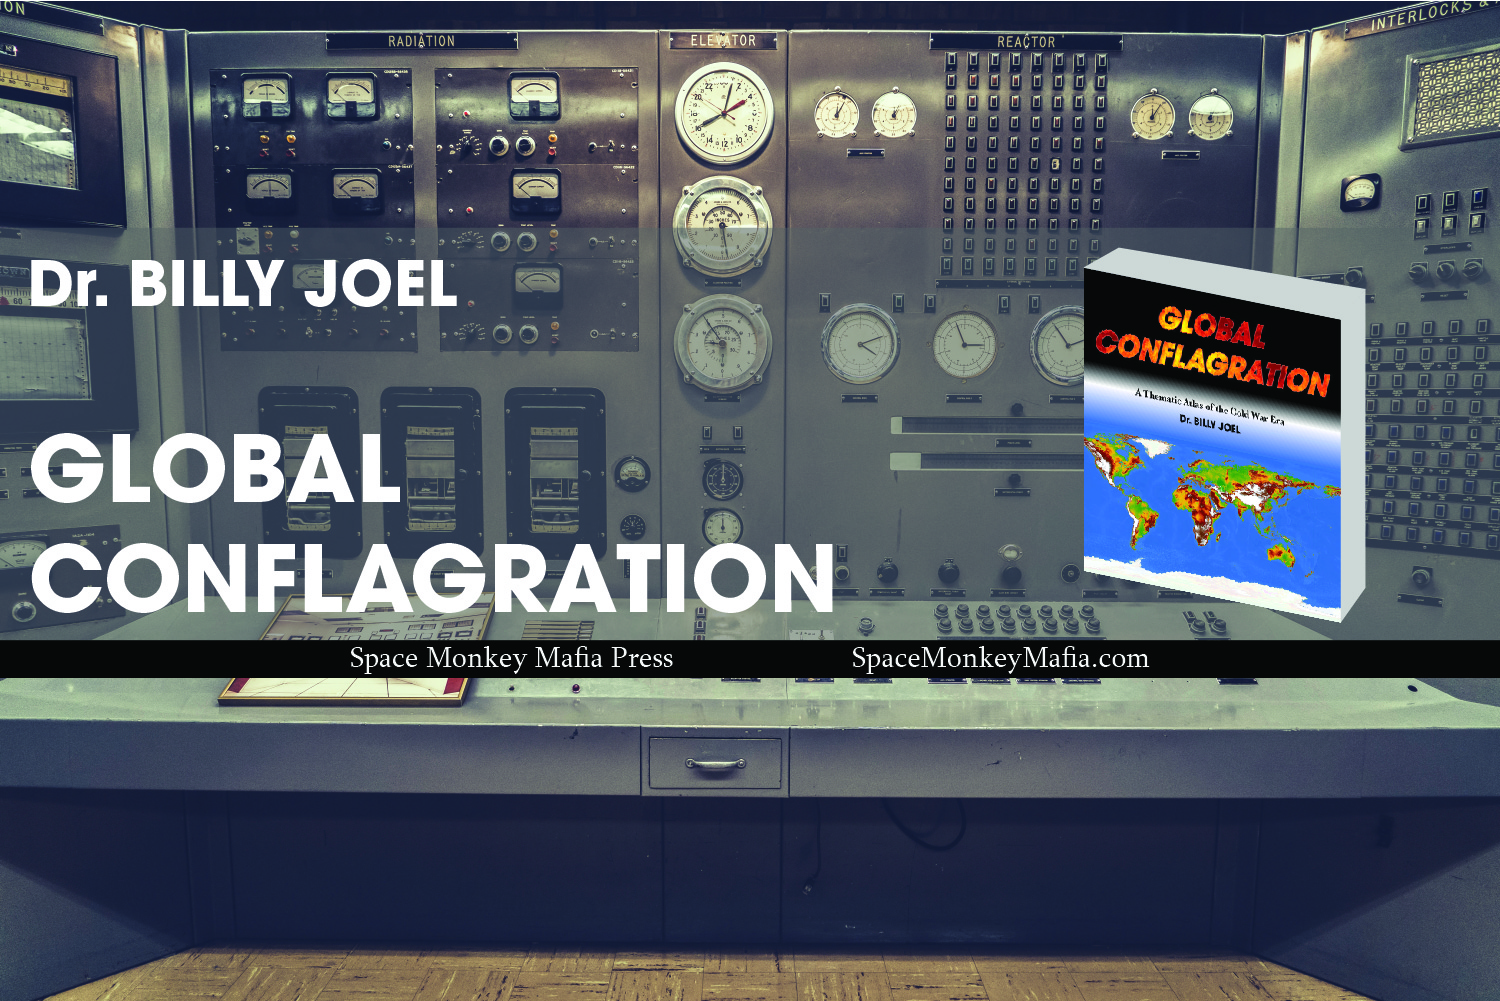 ON
RADIATION
ELEVATOR
REACTOR
INTERLOCKS &
Dr. BILLY JOEL
GLOBAL
CONFLAGRATION
GLOBAL
CONFLAGRATION
A Thematic Atlas of the Cold War Era
Dr. BILLY JOEL
Space Monkey Mafia Press
SpaceMonkeyMafia.com